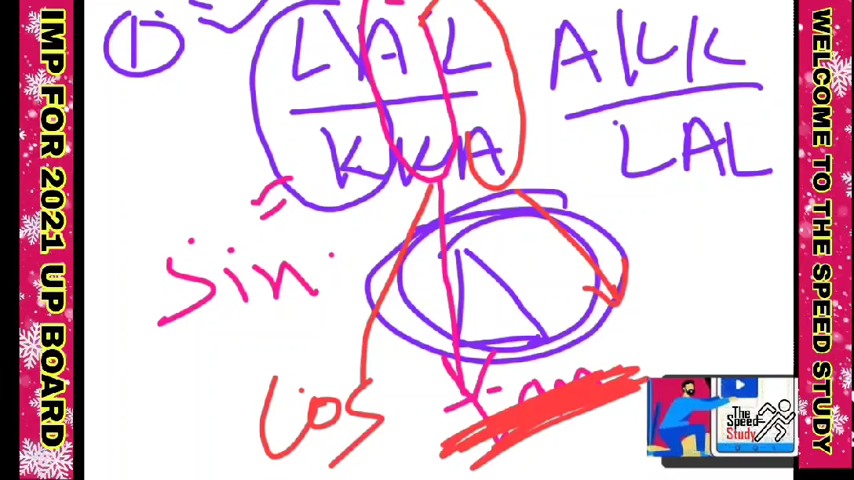 IMP FOR 2021 UP BOARD
1 LAL AKK
KKA LAL
sin
cos
The
Speed
Study
WELCOME TO THE SPEED STUDY